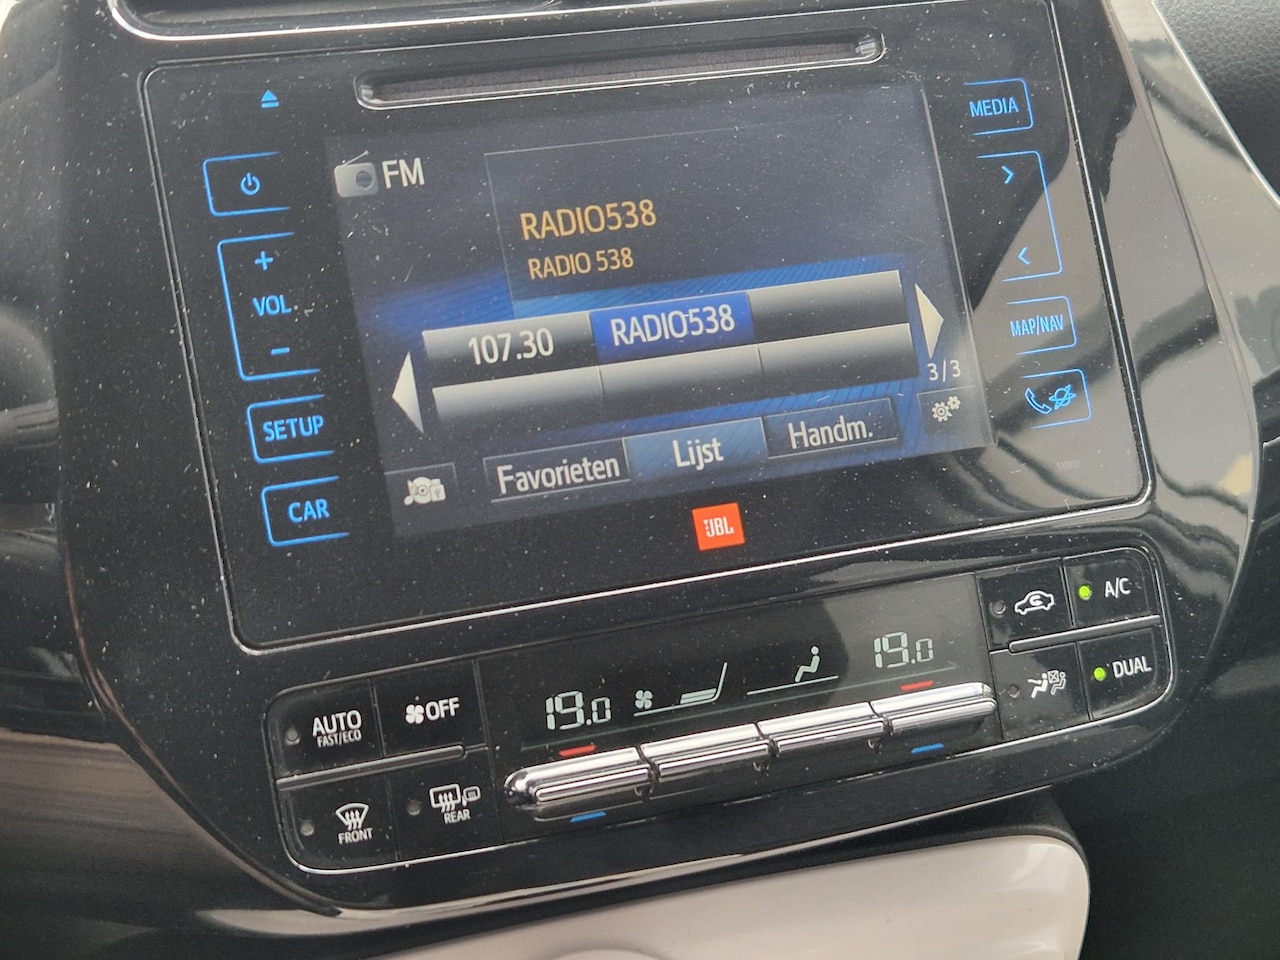 MEDIA
FM
RADIO538
RADIO 538
VOL
107.30
RADIO538
MAP/NAV
3/3
SETUP
Favorieten
Lijst
Handm.
CAR
JBL
A/C
AUTO
FAST/ECO
OFF
19.0
19.0
DUAL
FRONT
REAR